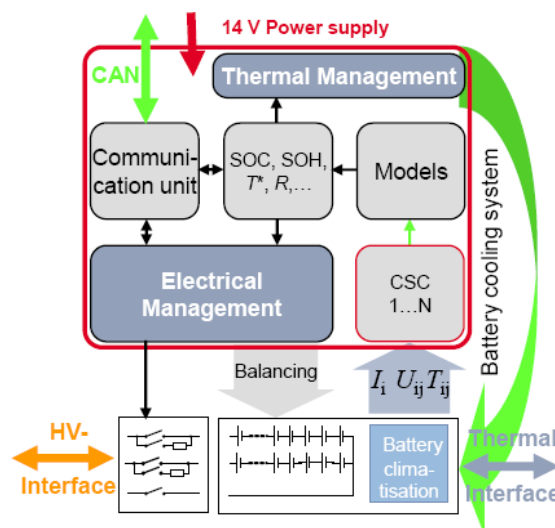 14 V Power supply
CAN
Thermal Management
Communi-
cation unit
SOC, SOH,
T*, R,...
Models
Electrical
Management
CSC
1...N
Battery cooling system
Balancing
Ii Uij Tij
HV-
Interface
Battery
clima-
tisation
Thermal
Interface